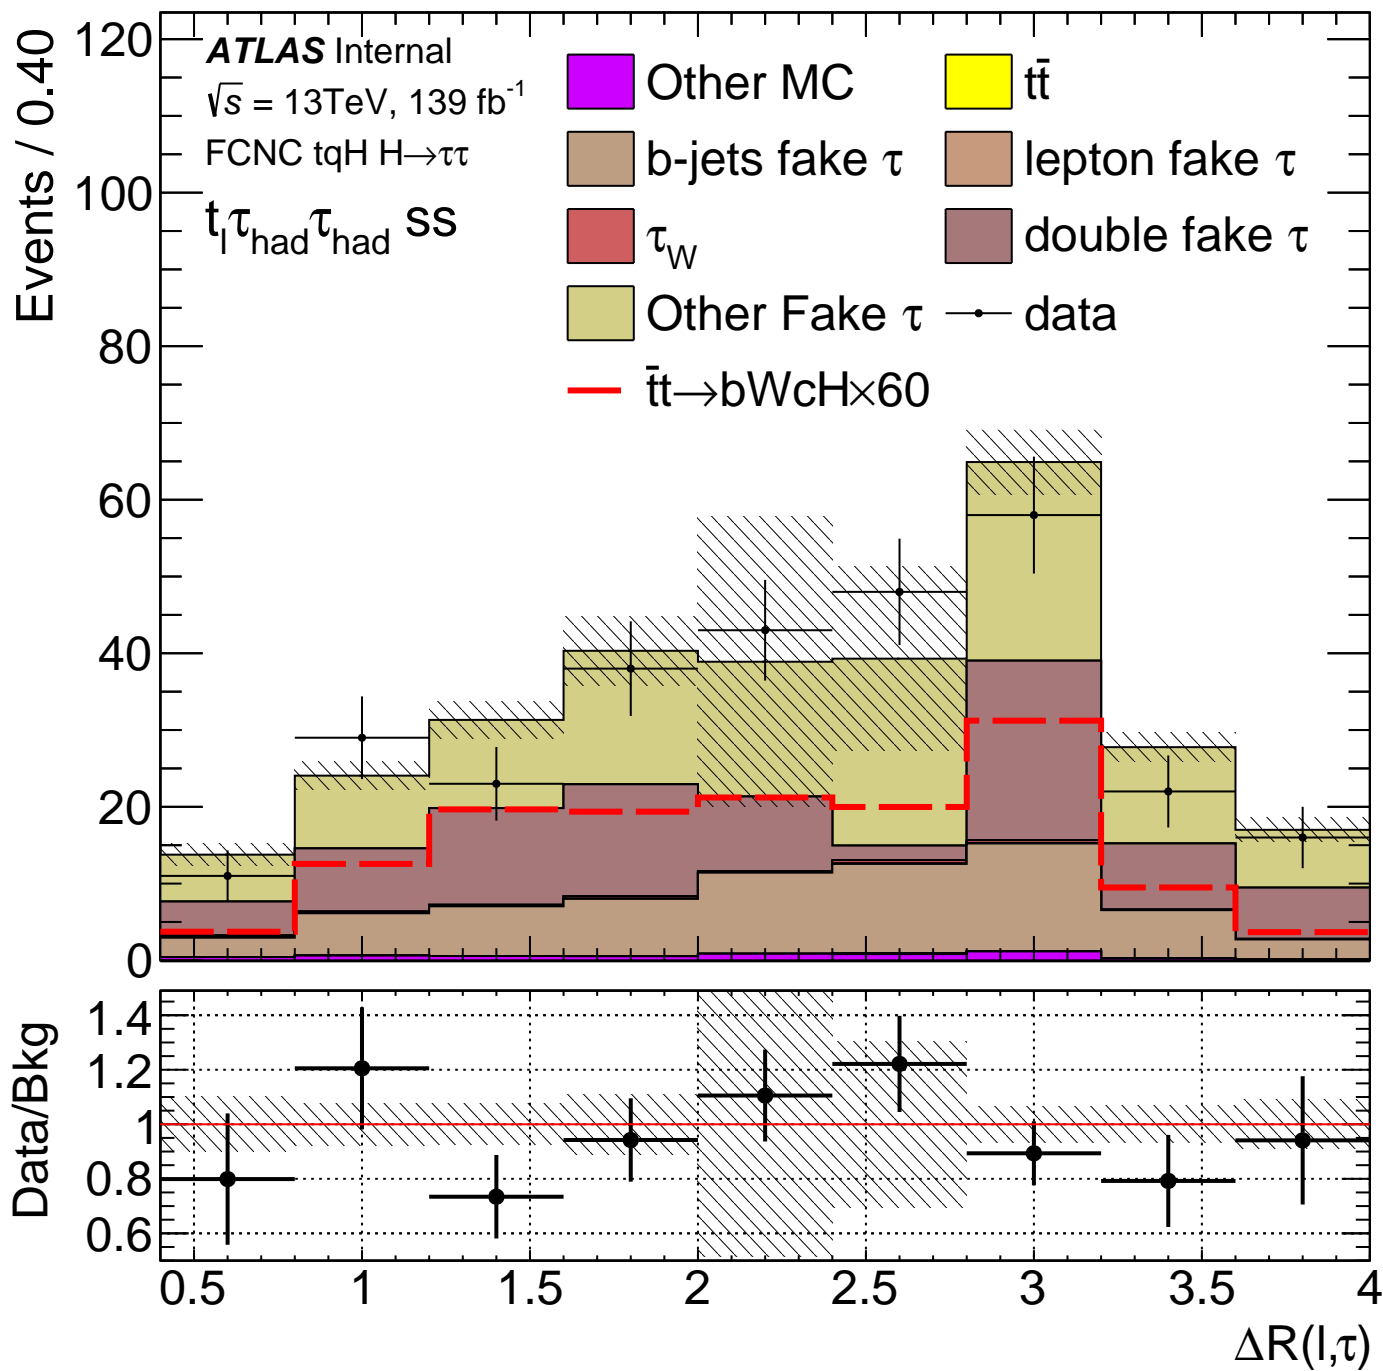 ATLAS Internal
√s = 13TeV, 139 fb⁻¹
FCNC tqH H→ττ
tₗτ_hadτ_had SS
Other MC
tt̄
b-jets fake τ
lepton fake τ
τ_W
double fake τ
Other Fake τ
data
t̄t→bWcH×60
Events / 0.40
120
100
80
60
40
20
0
Data/Bkg
1.4
1.2
1
0.8
0.6
0.5 1 1.5 2 2.5 3 3.5 4
ΔR(l,τ)